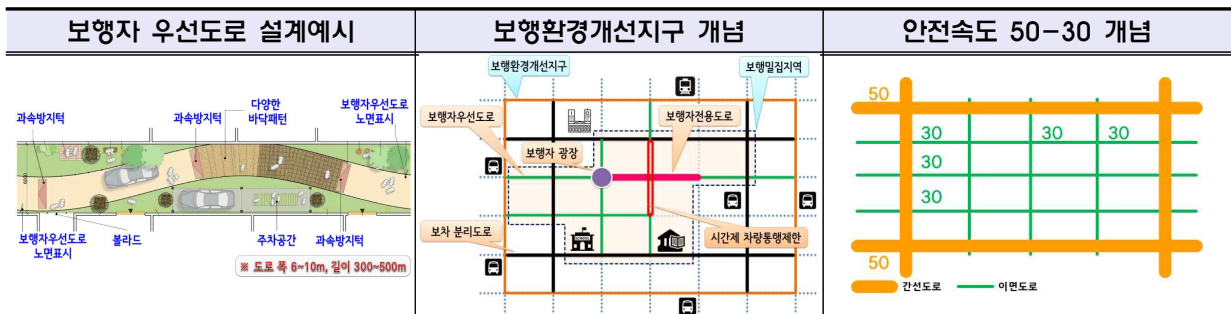 보행자 우선도로 설계예시
과속방지턱
과속방지턱
다양한
바닥패턴
보행자우선도로
노면표시
보행자우선도로
노면표시
볼라드
주차공간
과속방지턱
※ 도로 폭 6~10m, 길이 300~500m
보행환경개선지구 개념
보행환경개선지구
보행밀집지역
보행자우선도로
보행자전용도로
보행자 광장
보차 분리도로
시간제 차량통행제한
안전속도 50-30 개념
50
30
30
30
30
30
50
간선도로
이면도로